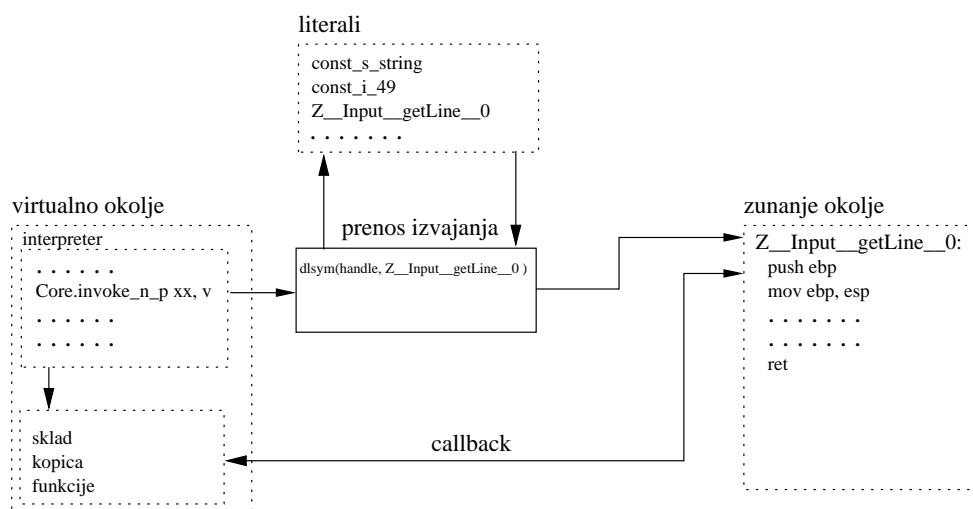 literali
const_s_string
const_i_49
Z__Input__getLine__0
. . . . . . .
virtualno okolje
interpreter
. . . . . .
Core.invoke_n_p xx, v
. . . . . .
. . . . . .
sklad
kopica
funkcije
prenos izvajanja
dlsym(handle, Z__Input__getLine__0 )
callback
zunanje okolje
Z__Input__getLine__0:
push ebp
mov ebp, esp
. . . . . . .
. . . . . . .
ret